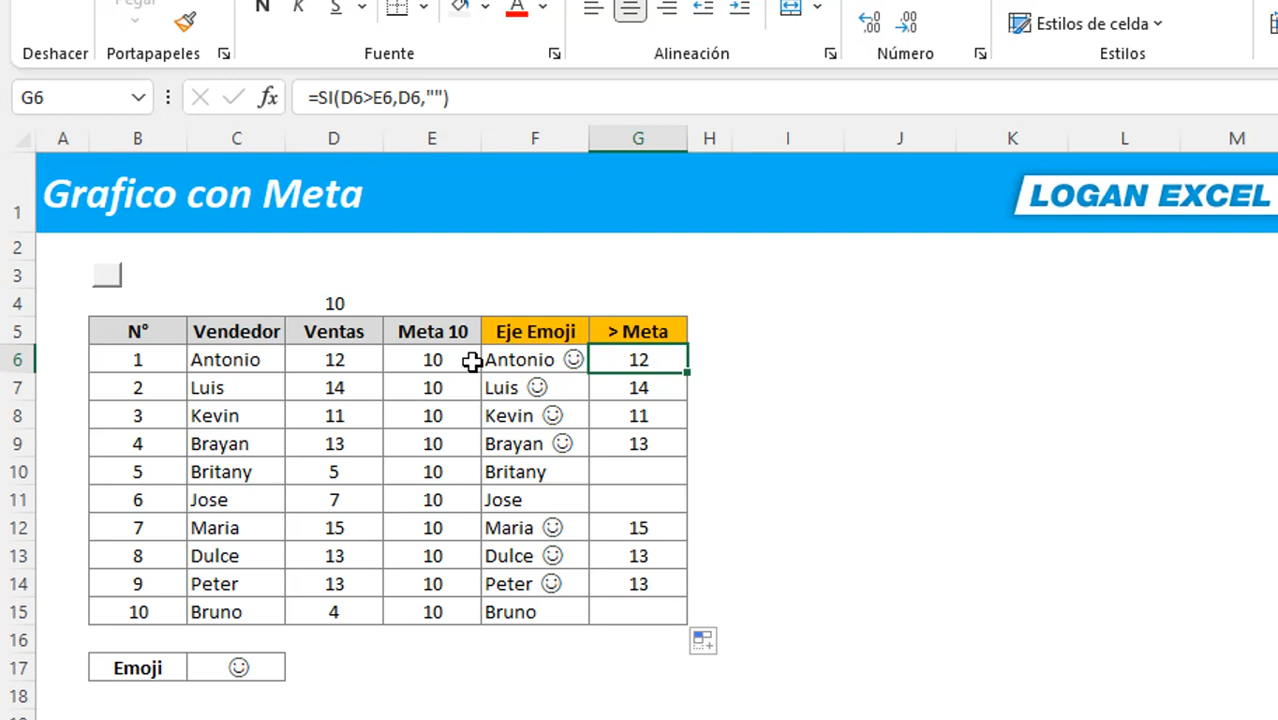 Pegar
N K S A
Estilos de celda
Deshacer Portapapeles Fuente Alineación Número Estilos
G6 fx =SI(D6>E6,D6,"")
A B C D E F G H I J K L M
1 Grafico con Meta LOGAN EXCEL
2
3
4 10
5 N° Vendedor Ventas Meta 10 Eje Emoji > Meta
6 1 Antonio 12 10 Antonio ☺ 12
7 2 Luis 14 10 Luis ☺ 14
8 3 Kevin 11 10 Kevin ☺ 11
9 4 Brayan 13 10 Brayan ☺ 13
10 5 Britany 5 10 Britany
11 6 Jose 7 10 Jose
12 7 Maria 15 10 Maria ☺ 15
13 8 Dulce 13 10 Dulce ☺ 13
14 9 Peter 13 10 Peter ☺ 13
15 10 Bruno 4 10 Bruno
16
17 Emoji ☺
18